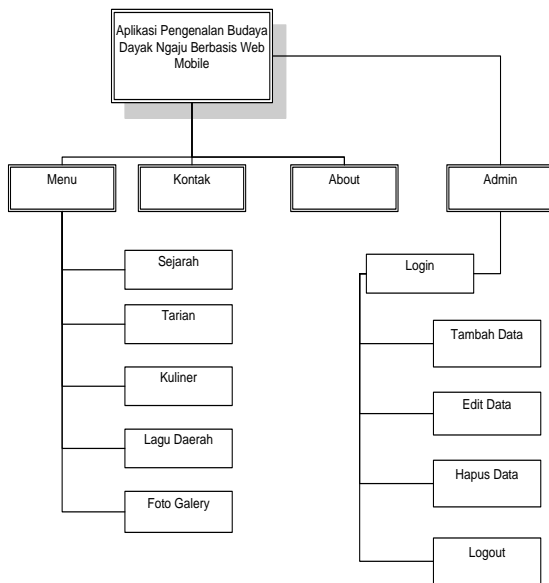 Aplikasi Pengenalan Budaya
Dayak Ngaju Berbasis Web
Mobile
Menu
Kontak
About
Admin
Sejarah
Tarian
Kuliner
Lagu Daerah
Foto Galery
Login
Tambah Data
Edit Data
Hapus Data
Logout